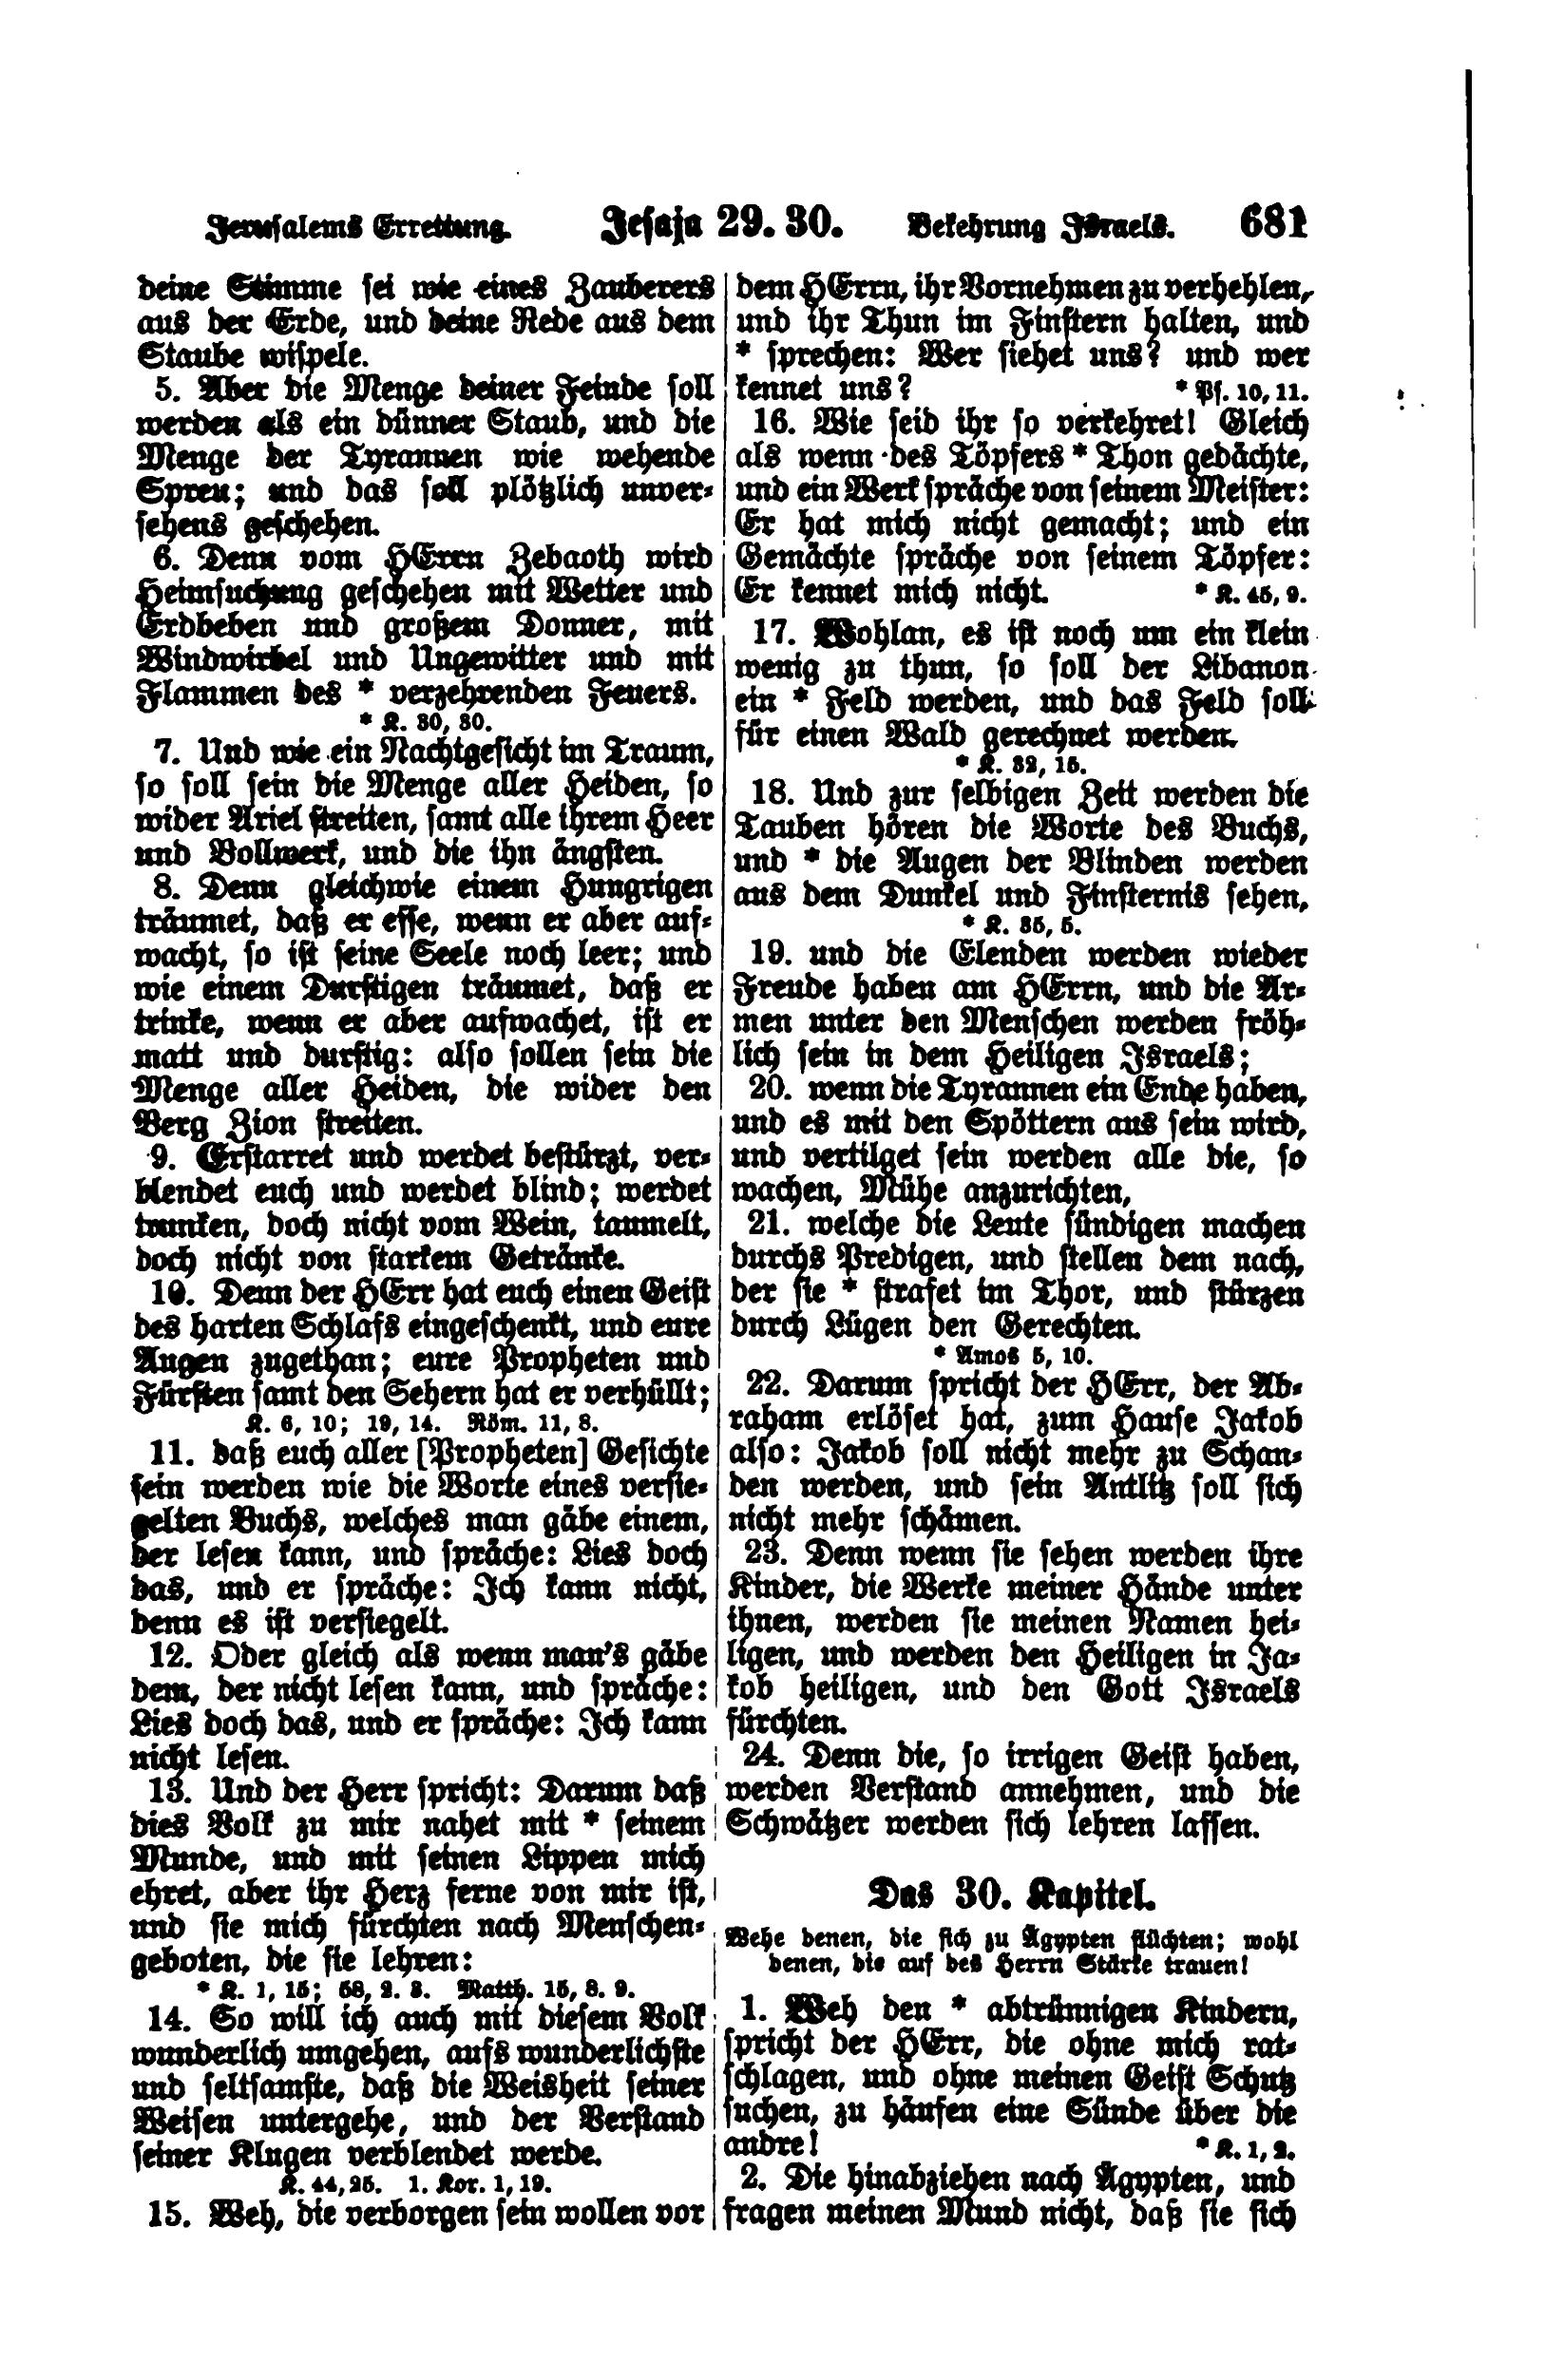 Jerusalems Errettung. Jesaja 29. 30. Bekehrung Israels. 681
deine Stimme sei wie eines Zauberers
aus der Erde, und deine Rede aus dem
Staube wispele.
5. Aber die Menge deiner Feinde soll
werden als ein dünner Staub, und die
Menge der Tyrannen wie wehende
Spreu; und das soll plötzlich unver-
sehens geschehen.
6. Denn vom HErrn Zebaoth wird
Heimsuchung geschehen mit Wetter und
Erdbeben und großem Donner, mit
Windwirbel und Ungewitter und mit
Flammen des * verzehrenden Feuers.
* K. 30, 30.
7. Und wie ein Nachtgesicht im Traum,
so soll sein die Menge aller Heiden, so
wider Ariel streiten, samt alle ihrem Heer
und Bollwerk, und die ihn ängsten.
8. Denn gleichwie einem Hungrigen
träumet, daß er esse, wenn er aber auf-
wacht, so ist seine Seele noch leer; und
wie einem Durstigen träumet, daß er
trinke, wenn er aber aufwachet, ist er
matt und durstig: also sollen sein die
Menge aller Heiden, die wider den
Berg Zion streiten.
9. Erstarret und werdet bestürzt, ver-
blendet euch und werdet blind; werdet
trunken, doch nicht vom Wein, taumelt,
doch nicht von starkem Getränke.
10. Denn der HErr hat euch einen Geist
des harten Schlafs eingeschenkt, und eure
Augen zugethan; eure Propheten und
Fürsten samt den Sehern hat er verhüllt;
K. 6, 10; 19, 14. Röm. 11, 8.
11. daß euch aller [Propheten] Gesichte
sein werden wie die Worte eines versie-
gelten Buchs, welches man gäbe einem,
der lesen kann, und spräche: Lies doch
das, und er spräche: Ich kann nicht,
denn es ist versiegelt.
12. Oder gleich als wenn man's gäbe
dem, der nicht lesen kann, und spräche:
Lies doch das, und er spräche: Ich kann
nicht lesen.
13. Und der Herr spricht: Darum daß
dies Volk zu mir nahet mit * seinem
Munde, und mit seinen Lippen mich
ehret, aber ihr Herz ferne von mir ist,
und sie mich fürchten nach Menschen-
geboten, die sie lehren:
* K. 1, 15; 58, 2. 3. Matth. 15, 8. 9.
14. So will ich auch mit diesem Volk
wunderlich umgehen, aufs wunderlichste
und seltsamste, daß die Weisheit seiner
Weisen untergehe, und der Verstand
seiner Klugen verblendet werde.
K. 44, 25. 1. Kor. 1, 19.
15. Weh, die verborgen sein wollen vor
dem HErrn, ihr Vornehmen zu verhehlen,
und ihr Thun im Finstern halten, und
* sprechen: Wer siehet uns? und wer
kennet uns? * Ps. 10, 11.
16. Wie seid ihr so verkehret! Gleich
als wenn des Töpfers * Thon gedächte,
und ein Werk spräche von seinem Meister:
Er hat mich nicht gemacht; und ein
Gemächte spräche von seinem Töpfer:
Er kennet mich nicht. * K. 45, 9.
17. Wohlan, es ist noch um ein klein
wenig zu thun, so soll der Libanon
ein * Feld werden, und das Feld soll
für einen Wald gerechnet werden.
* K. 32, 15.
18. Und zur selbigen Zeit werden die
Tauben hören die Worte des Buchs,
und * die Augen der Blinden werden
aus dem Dunkel und Finsternis sehen,
* K. 35, 5.
19. und die Elenden werden wieder
Freude haben am HErrn, und die Ar-
men unter den Menschen werden fröh-
lich sein in dem Heiligen Israels;
20. wenn die Tyrannen ein Ende haben,
und es mit den Spöttern aus sein wird,
und vertilget sein werden alle die, so
wachen, Mühe anzurichten,
21. welche die Leute sündigen machen
durchs Predigen, und stellen dem nach,
der sie * strafet im Thor, und stürzen
durch Lügen den Gerechten.
* Amos 5, 10.
22. Darum spricht der HErr, der Ab-
raham erlöset hat, zum Hause Jakob
also: Jakob soll nicht mehr zu Schan-
den werden, und sein Antlitz soll sich
nicht mehr schämen.
23. Denn wenn sie sehen werden ihre
Kinder, die Werke meiner Hände unter
ihnen, werden sie meinen Namen hei-
ligen, und werden den Heiligen in Ja-
kob heiligen, und den Gott Israels
fürchten.
24. Denn die, so irrigen Geist haben,
werden Verstand annehmen, und die
Schwätzer werden sich lehren lassen.
Das 30. Kapitel.
Wehe denen, die sich zu Ägypten flüchten; wohl
denen, die auf des Herrn Stärke trauen!
1. Weh den * abtrünnigen Kindern,
spricht der HErr, die ohne mich rat-
schlagen, und ohne meinen Geist Schutz
suchen, zu häufen eine Sünde über die
andre! * K. 1, 2.
2. Die hinabziehen nach Ägypten, und
fragen meinen Mund nicht, daß sie sich